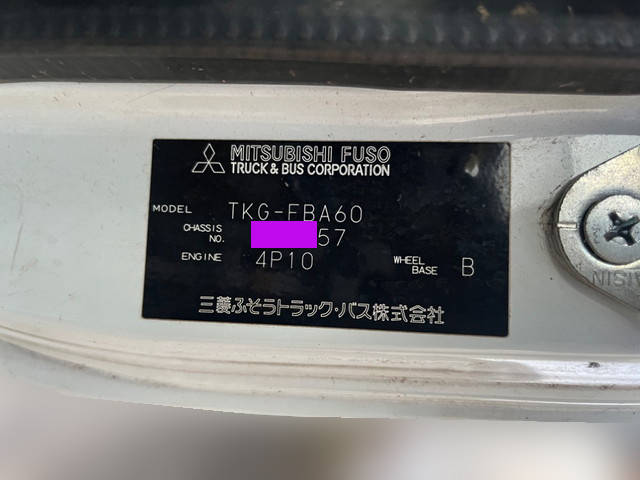 MITSUBISHI FUSO
TRUCK & BUS CORPORATION
MODEL TKG-FBA60
CHASSIS NO. 57
ENGINE 4P10 WHEEL BASE B
三菱ふそうトラック・バス株式会社